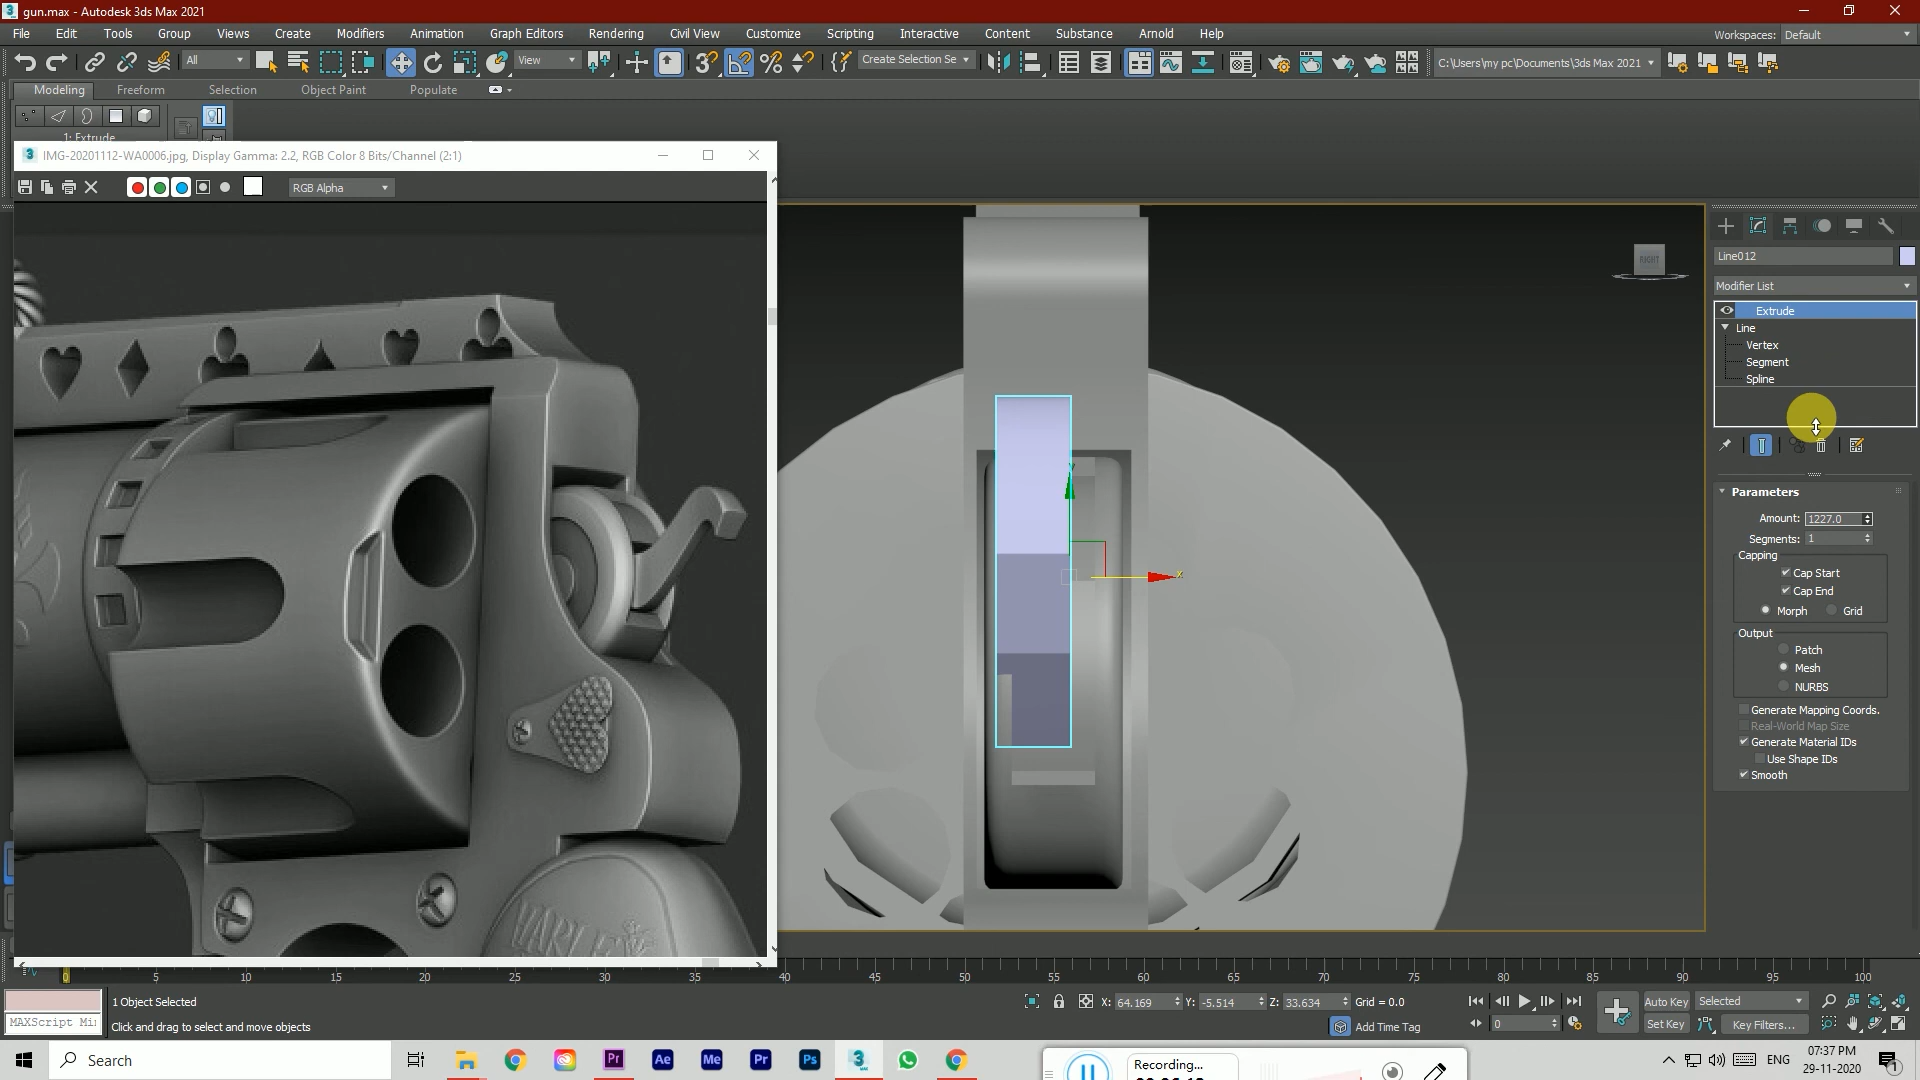 gun.max - Autodesk 3ds Max 2021
File Edit Tools Group Views Create Modifiers Animation Graph Editors Rendering Civil View Customize Scripting Interactive Content Substance Arnold Help
Workspaces: Default
All
View
Create Selection Se
C:\Users\my pc\Documents\3ds Max 2021
Modeling Freeform Selection Object Paint Populate
1: Extrude
IMG-20201112-WA0006.jpg, Display Gamma: 2.2, RGB Color 8 Bits/Channel (2:1)
RGB Alpha
RIGHT
Line012
Modifier List
Extrude
Line
Vertex
Segment
Spline
Parameters
Amount: 1227.0
Segments: 1
Capping
Cap Start
Cap End
Morph Grid
Output
Patch
Mesh
NURBS
Generate Mapping Coords.
Real-World Map Size
Generate Material IDs
Use Shape IDs
Smooth
x
0 5 10 15 20 25 30 35 40 45 50 55 60 65 70 75 80 85 90 95 100
1 Object Selected
X: 64.169 Y: -5.514 Z: 33.634 Grid = 0.0
Auto Key Selected
MAXScript Mi
Click and drag to select and move objects
Add Time Tag
0
Set Key Key Filters...
Search
Recording...
ENG
07:37 PM
29-11-2020